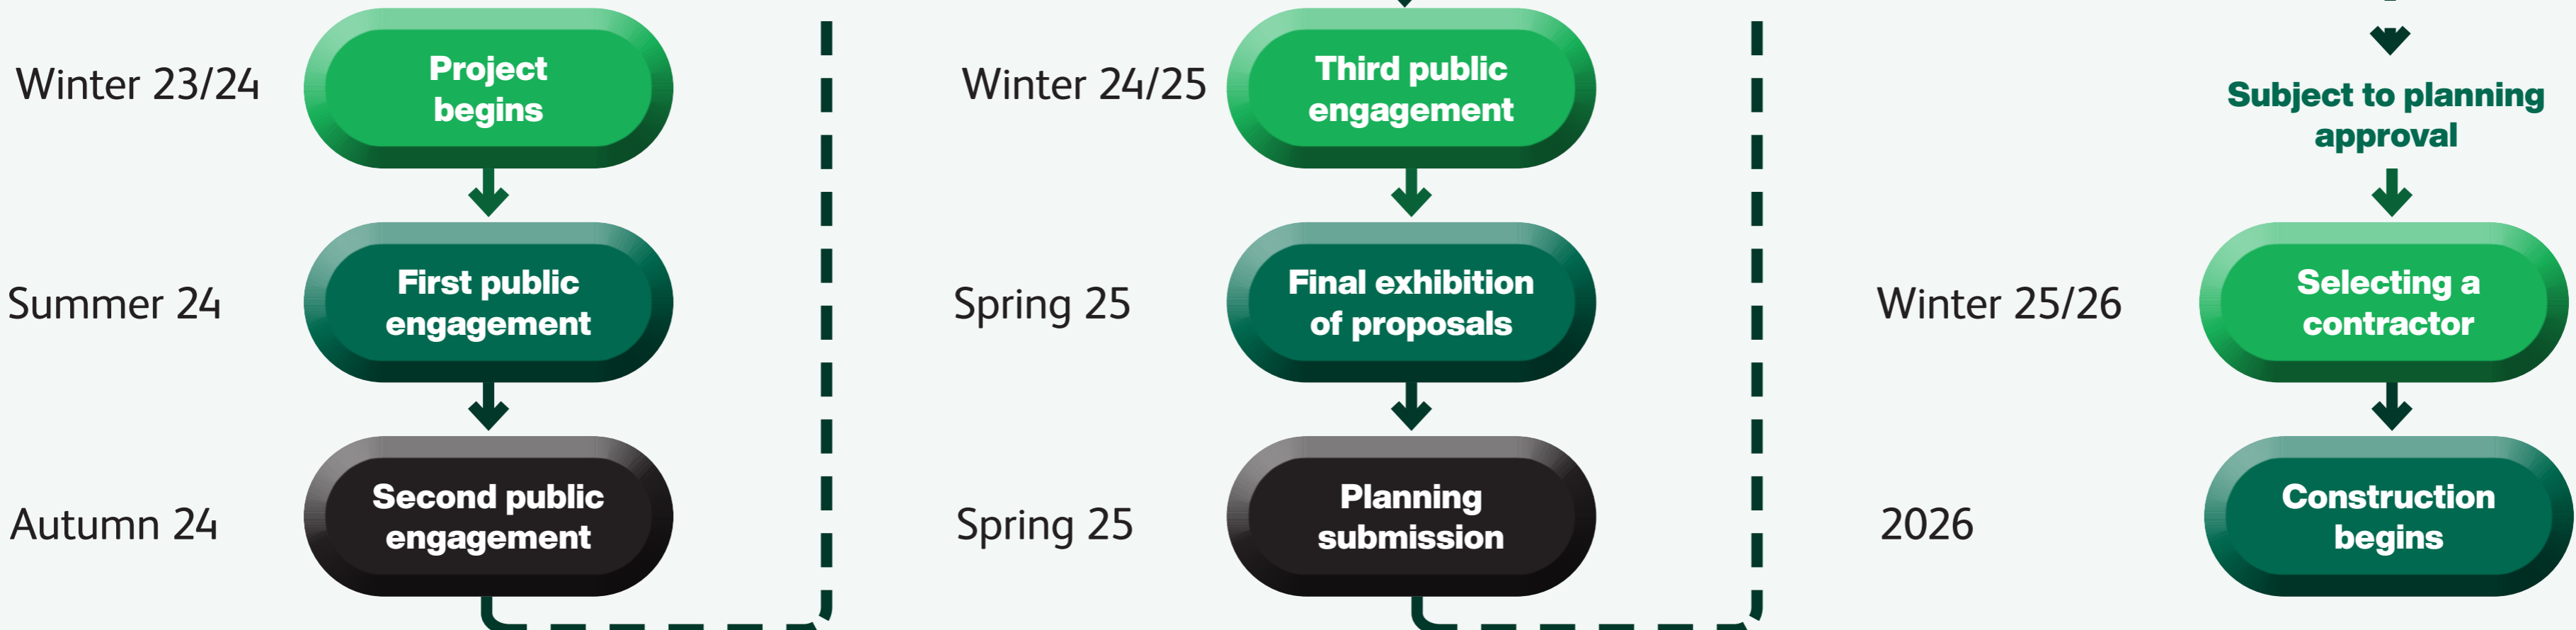 Winter 23/24
Project
begins
Summer 24
First public
engagement
Autumn 24
Second public
engagement
Winter 24/25
Third public
engagement
Spring 25
Final exhibition
of proposals
Spring 25
Planning
submission
Subject to planning
approval
Winter 25/26
Selecting a
contractor
2026
Construction
begins